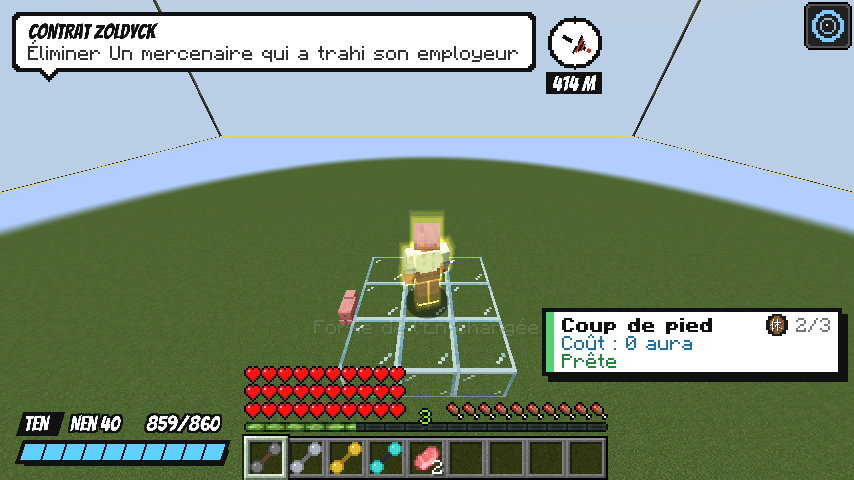 CONTRAT ZOLDYCK
Éliminer Un mercenaire qui a trahi son employeur
414 M
Coup de pied
休 2/3
Coût : 0 aura
Prête
3
TEN NEN 40 859/860
2